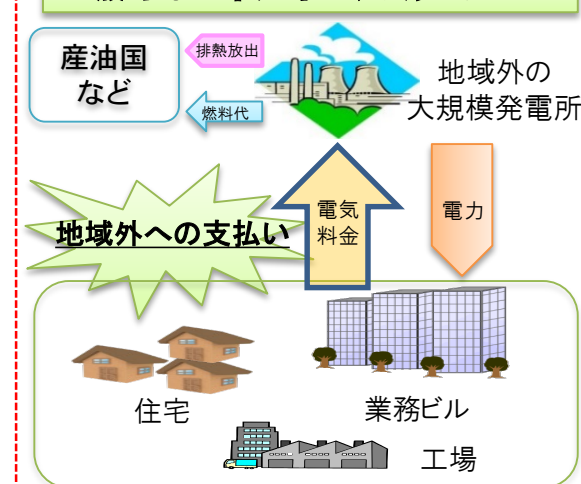 産油国
など
排熱放出
燃料代
地域外の
大規模発電所
地域外への支払い
電気
料金
電力
住宅
業務ビル
工場